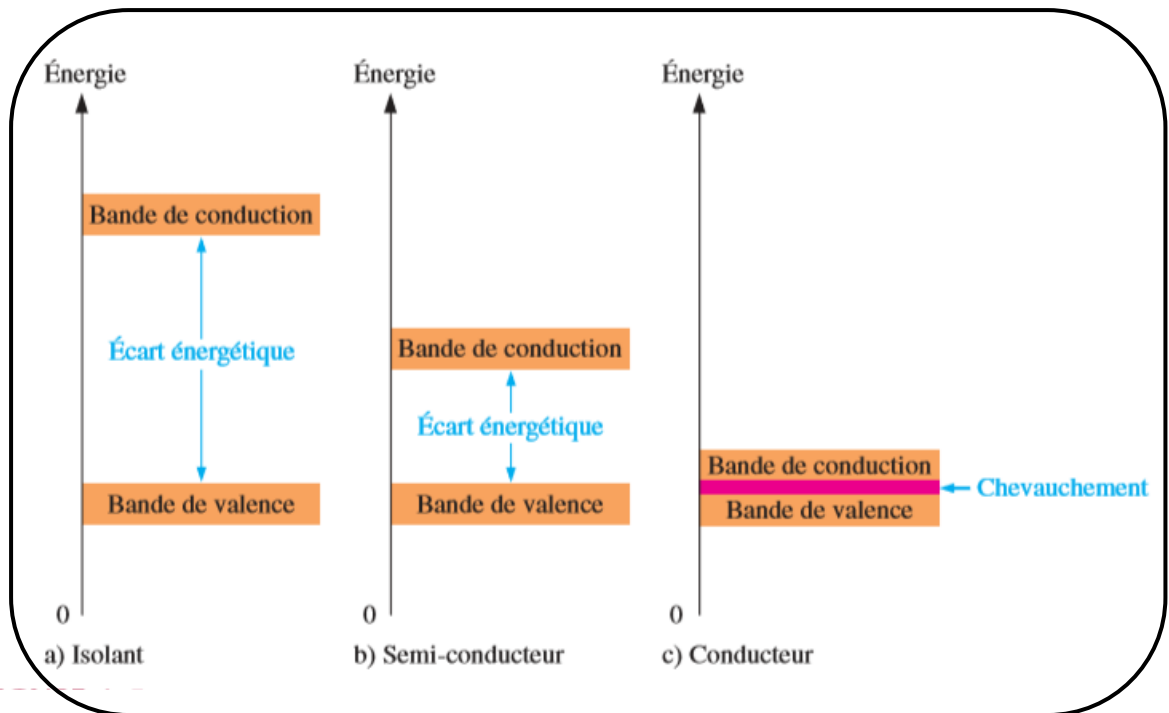 Énergie
Bande de conduction
Écart énergétique
Bande de valence
0
a) Isolant
Énergie
Bande de conduction
Écart énergétique
Bande de valence
0
b) Semi-conducteur
Énergie
Bande de conduction
Chevauchement
Bande de valence
0
c) Conducteur